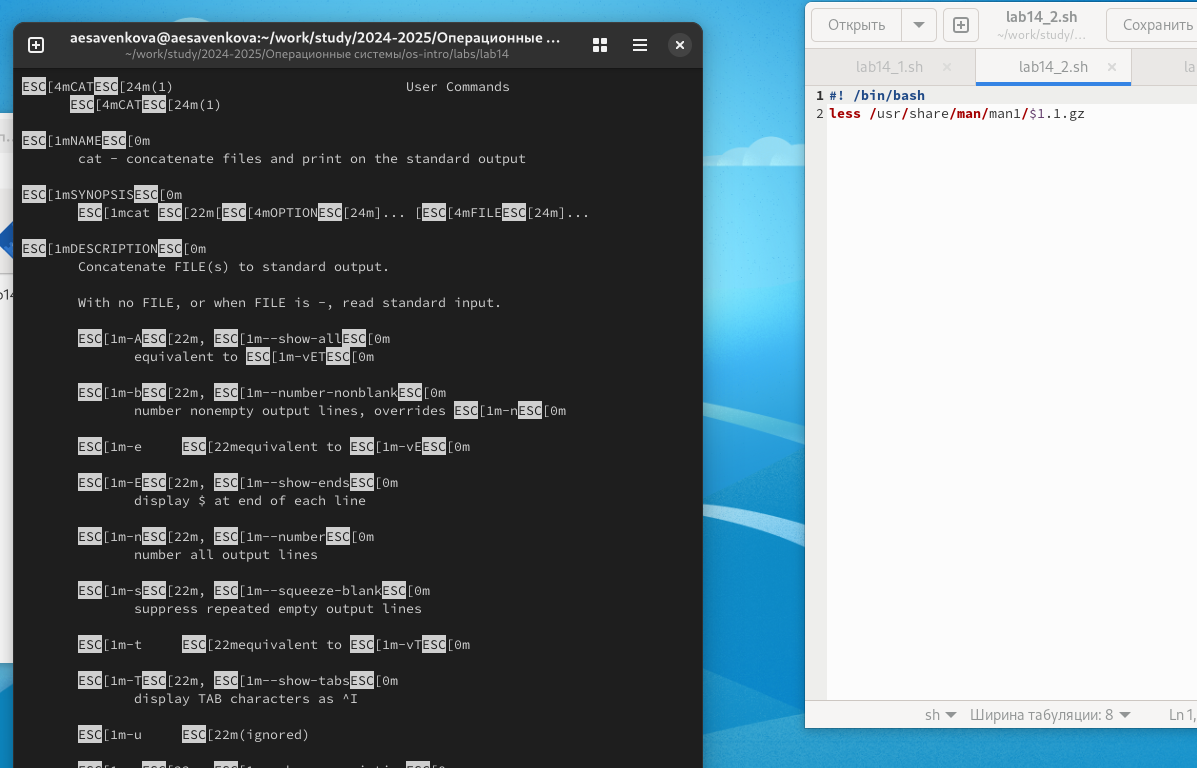 aesavenkova@aesavenkova:~/work/study/2024-2025/Операционные ...
~/work/study/2024-2025/Операционные системы/os-intro/labs/lab14
ESC[4mCATESC[24m(1) User Commands
ESC[4mCATESC[24m(1)
ESC[1mNAMEESC[0m
cat - concatenate files and print on the standard output
ESC[1mSYNOPSISESC[0m
ESC[1mcat ESC[22m[ESC[4mOPTIONESC[24m]... [ESC[4mFILEESC[24m]...
ESC[1mDESCRIPTIONESC[0m
Concatenate FILE(s) to standard output.
With no FILE, or when FILE is -, read standard input.
ESC[1m-AESC[22m, ESC[1m--show-allESC[0m
equivalent to ESC[1m-vETESC[0m
ESC[1m-bESC[22m, ESC[1m--number-nonblankESC[0m
number nonempty output lines, overrides ESC[1m-nESC[0m
ESC[1m-e ESC[22mequivalent to ESC[1m-vEESC[0m
ESC[1m-EESC[22m, ESC[1m--show-endsESC[0m
display $ at end of each line
ESC[1m-nESC[22m, ESC[1m--numberESC[0m
number all output lines
ESC[1m-sESC[22m, ESC[1m--squeeze-blankESC[0m
suppress repeated empty output lines
ESC[1m-t ESC[22mequivalent to ESC[1m-vTESC[0m
ESC[1m-TESC[22m, ESC[1m--show-tabsESC[0m
display TAB characters as ^I
ESC[1m-u ESC[22m(ignored)
Открыть
lab14_2.sh
~/work/study/...
Сохранить
lab14_1.sh
lab14_2.sh
la
1 #! /bin/bash
2 less /usr/share/man/man1/$1.1.gz
sh
Ширина табуляции: 8
Ln 1,